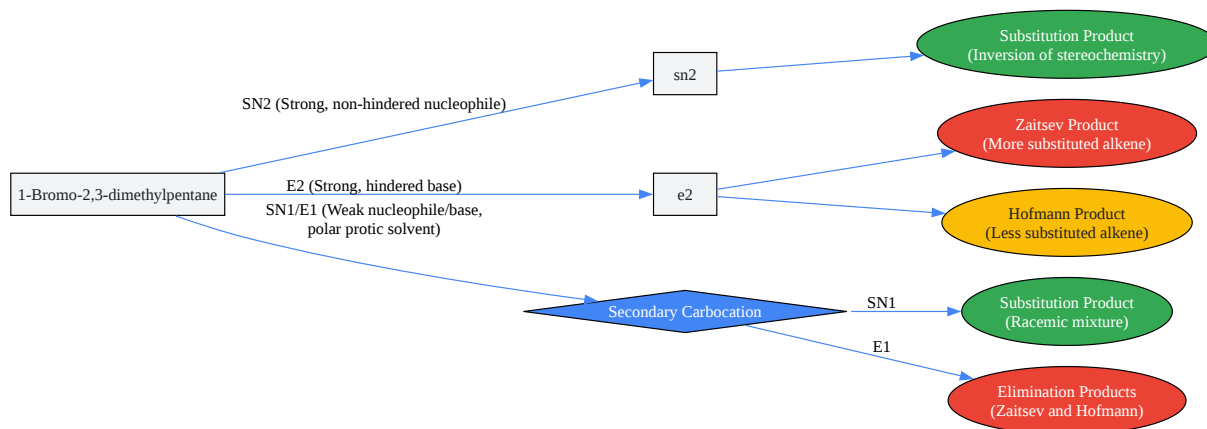 Substitution Product
(Inversion of stereochemistry)
sn2
SN2 (Strong, non-hindered nucleophile)
Zaitsev Product
(More substituted alkene)
1-Bromo-2,3-dimethylpentane
E2 (Strong, hindered base)
e2
SN1/E1 (Weak nucleophile/base,
polar protic solvent)
Hofmann Product
(Less substituted alkene)
Secondary Carbocation
SN1
Substitution Product
(Racemic mixture)
E1
Elimination Products
(Zaitsev and Hofmann)